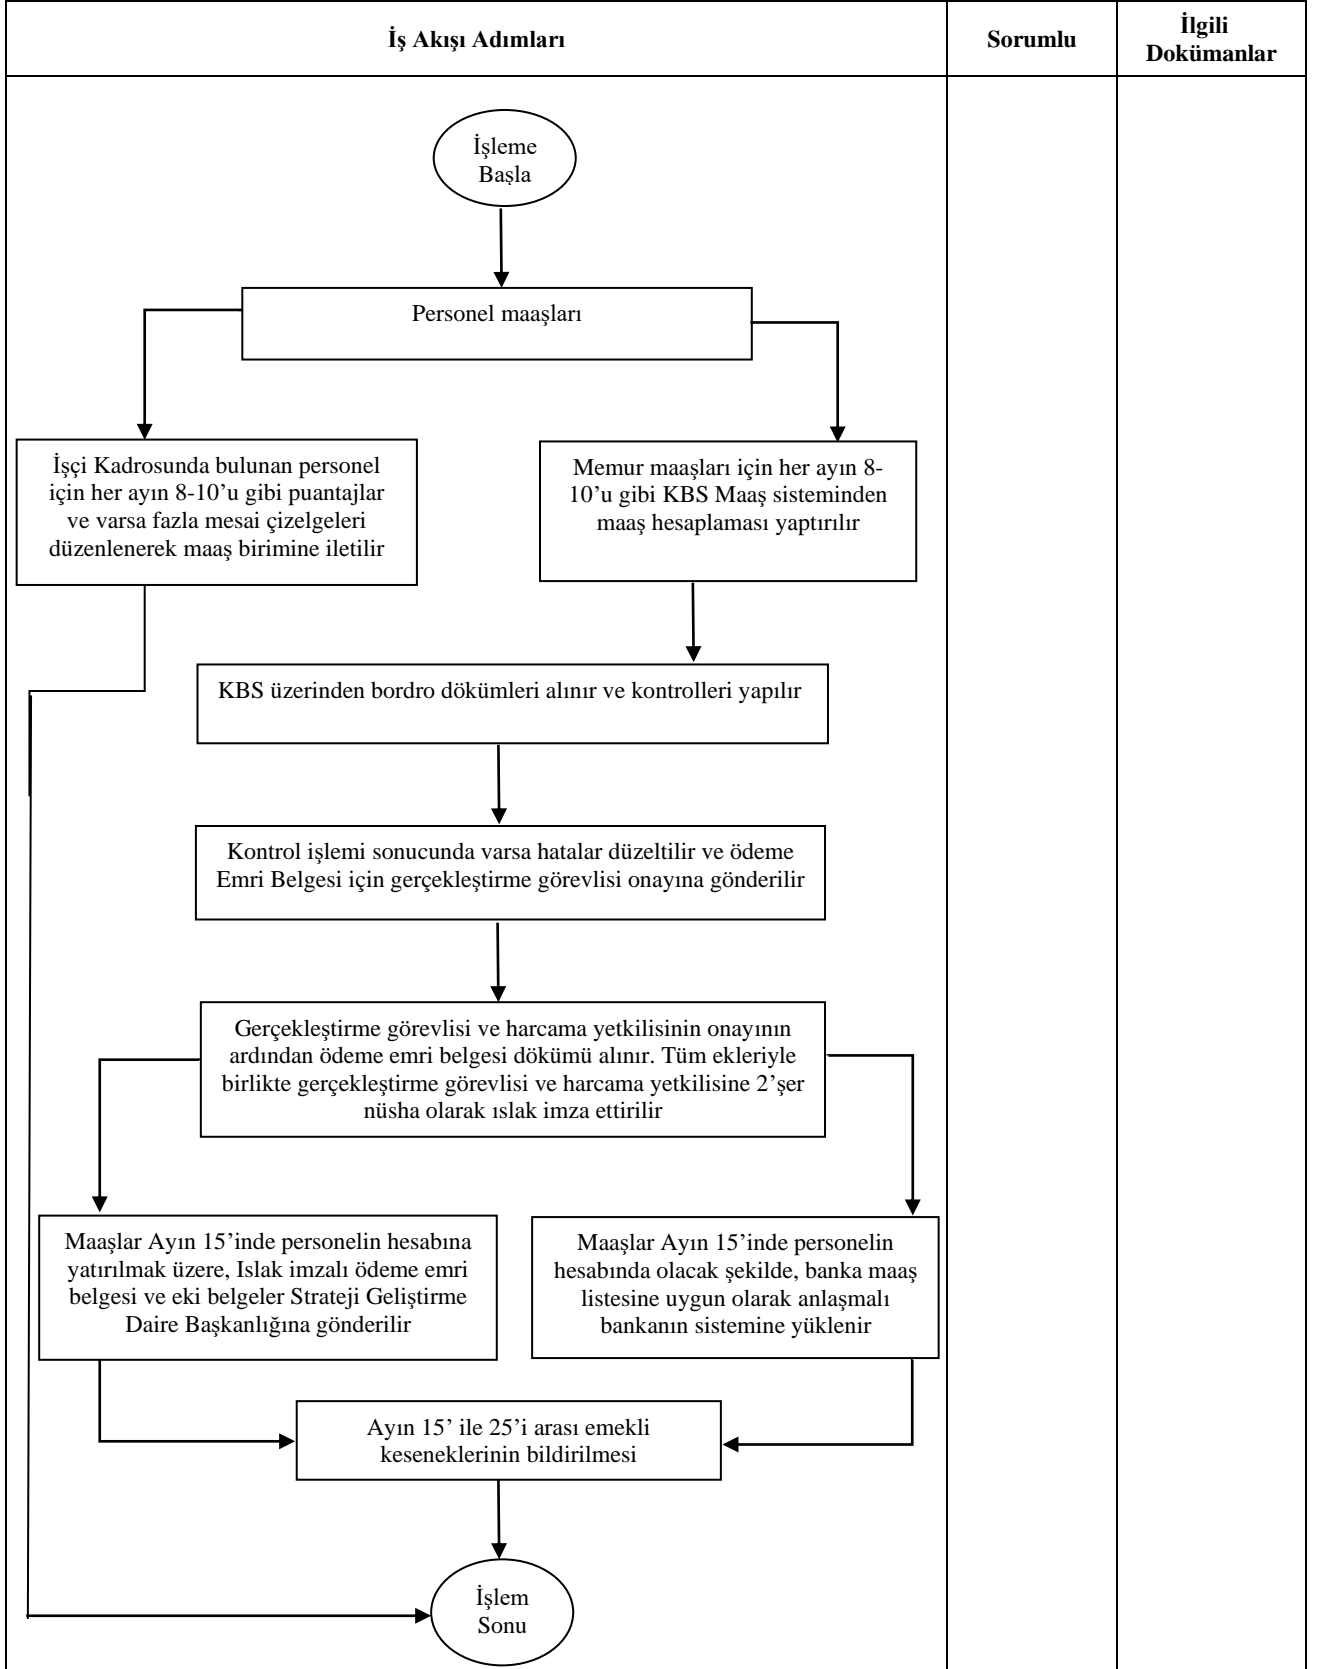 İş Akışı Adımları
Sorumlu
İlgili
Dokümanlar
İşleme
Başla
Personel maaşları
İşçi Kadrosunda bulunan personel
için her ayın 8-10’u gibi puantajlar
ve varsa fazla mesai çizelgeleri
düzenlenerek maaş birimine iletilir
Memur maaşları için her ayın 8-
10’u gibi KBS Maaş sisteminden
maaş hesaplaması yaptırılır
KBS üzerinden bordro dökümleri alınır ve kontrolleri yapılır
Kontrol işlemi sonucunda varsa hatalar düzeltilir ve ödeme
Emri Belgesi için gerçekleştirme görevlisi onayına gönderilir
Gerçekleştirme görevlisi ve harcama yetkilisinin onayının
ardından ödeme emri belgesi dökümü alınır. Tüm ekleriyle
birlikte gerçekleştirme görevlisi ve harcama yetkilisine 2’şer
nüsha olarak ıslak imza ettirilir
Maaşlar Ayın 15’inde personelin hesabına
yatırılmak üzere, Islak imzalı ödeme emri
belgesi ve eki belgeler Strateji Geliştirme
Daire Başkanlığına gönderilir
Maaşlar Ayın 15’inde personelin
hesabında olacak şekilde, banka maaş
listesine uygun olarak anlaşmalı
bankanın sistemine yüklenir
Ayın 15’ ile 25’i arası emekli
keseneklerinin bildirilmesi
İşlem
Sonu